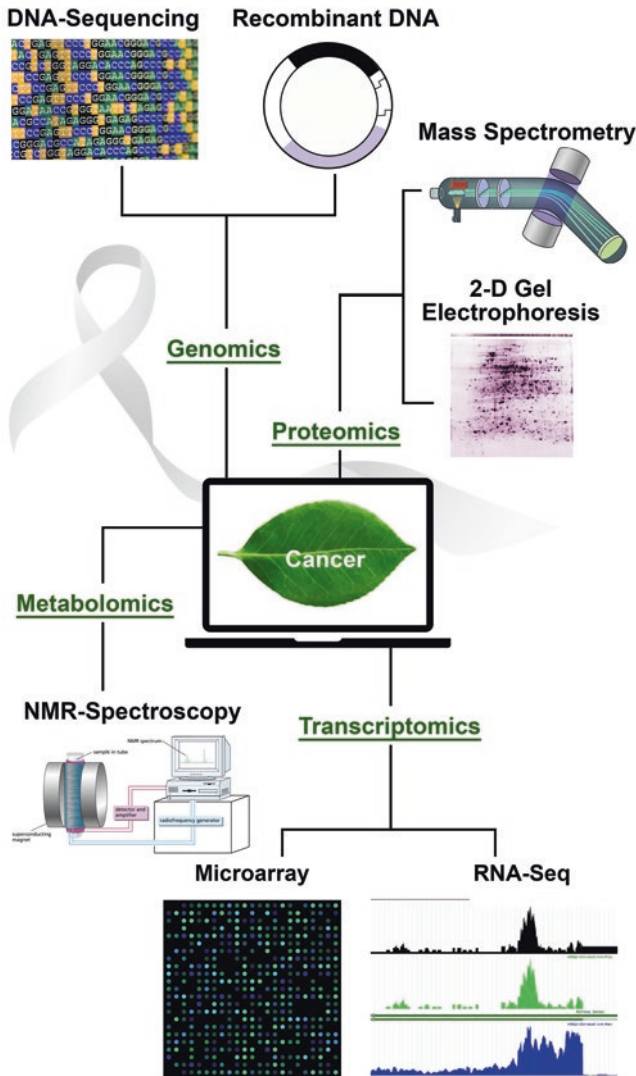 DNA-Sequencing
Recombinant DNA
Mass Spectrometry
2-D Gel
Electrophoresis
Genomics
Proteomics
Cancer
Metabolomics
NMR-Spectroscopy
Transcriptomics
NMR spectrum
sample in tube
detector and
amplifier
radiofrequency generator
superconducting
magnet
Microarray
RNA-Seq